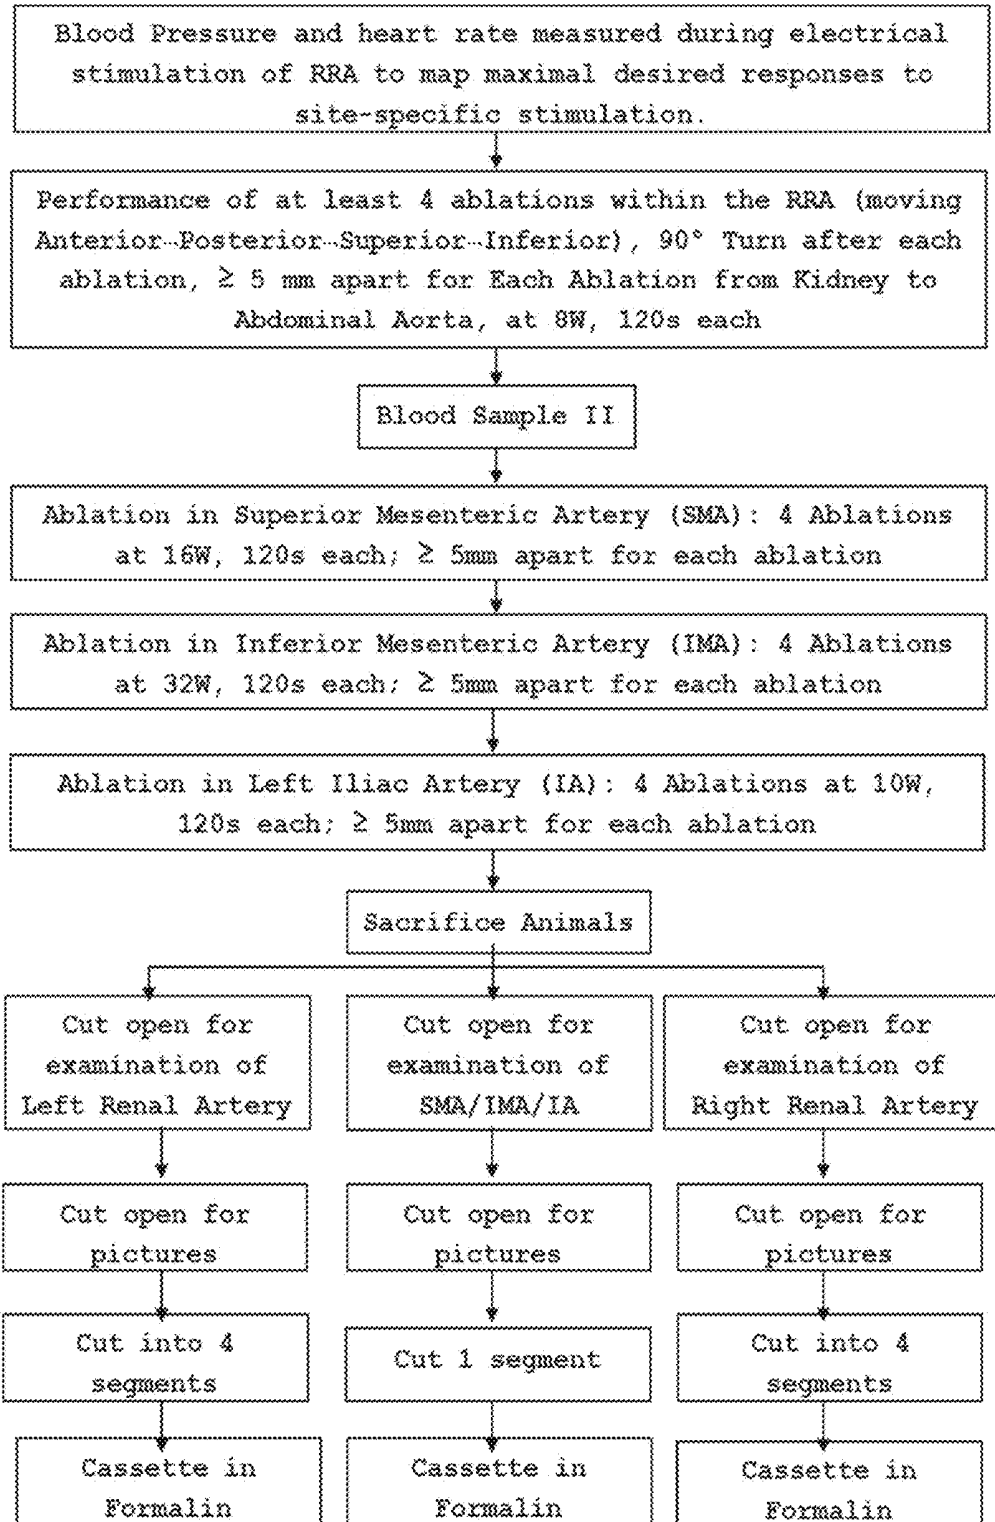 Blood Pressure and heart rate measured during electrical
stimulation of RRA to map maximal desired responses to
site-specific stimulation.
Performance of at least 4 ablations within the RRA (moving
Anterior--Posterior--Superior--Inferior), 90° Turn after each
ablation, ≥ 5 mm apart for Each Ablation from Kidney to
Abdominal Aorta, at 8W, 120s each
Blood Sample II
Ablation in Superior Mesenteric Artery (SMA): 4 Ablations
at 16W, 120s each; ≥ 5mm apart for each ablation
Ablation in Inferior Mesenteric Artery (IMA): 4 Ablations
at 32W, 120s each; ≥ 5mm apart for each ablation
Ablation in Left Iliac Artery (IA): 4 Ablations at 10W,
120s each; ≥ 5mm apart for each ablation
Sacrifice Animals
Cut open for
examination of
Left Renal Artery
Cut open for
examination of
SMA/IMA/IA
Cut open for
examination of
Right Renal Artery
Cut open for
pictures
Cut open for
pictures
Cut open for
pictures
Cut into 4
segments
Cut 1 segment
Cut into 4
segments
Cassette in
Formalin
Cassette in
Formalin
Cassette in
Formalin